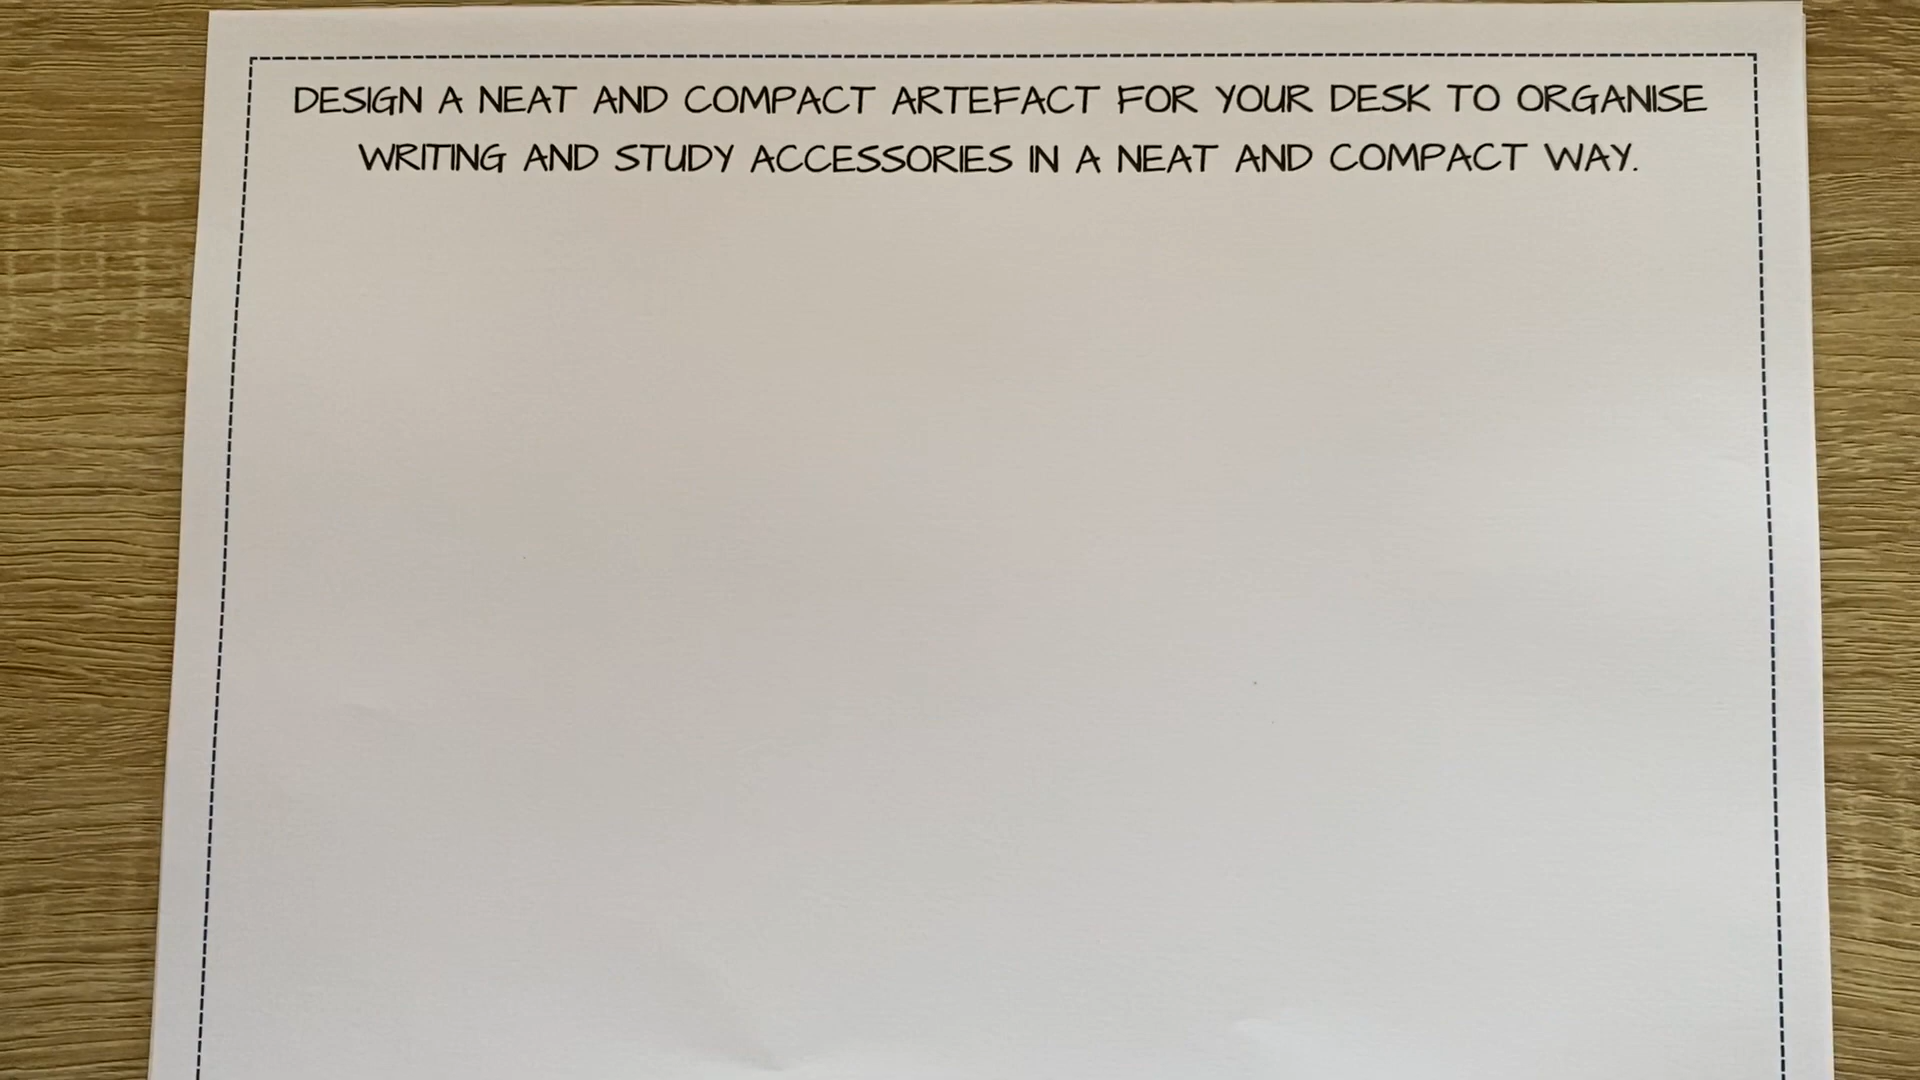 DESIGN A NEAT AND COMPACT ARTEFACT FOR YOUR DESK TO ORGANISE
WRITING AND STUDY ACCESSORIES IN A NEAT AND COMPACT WAY.